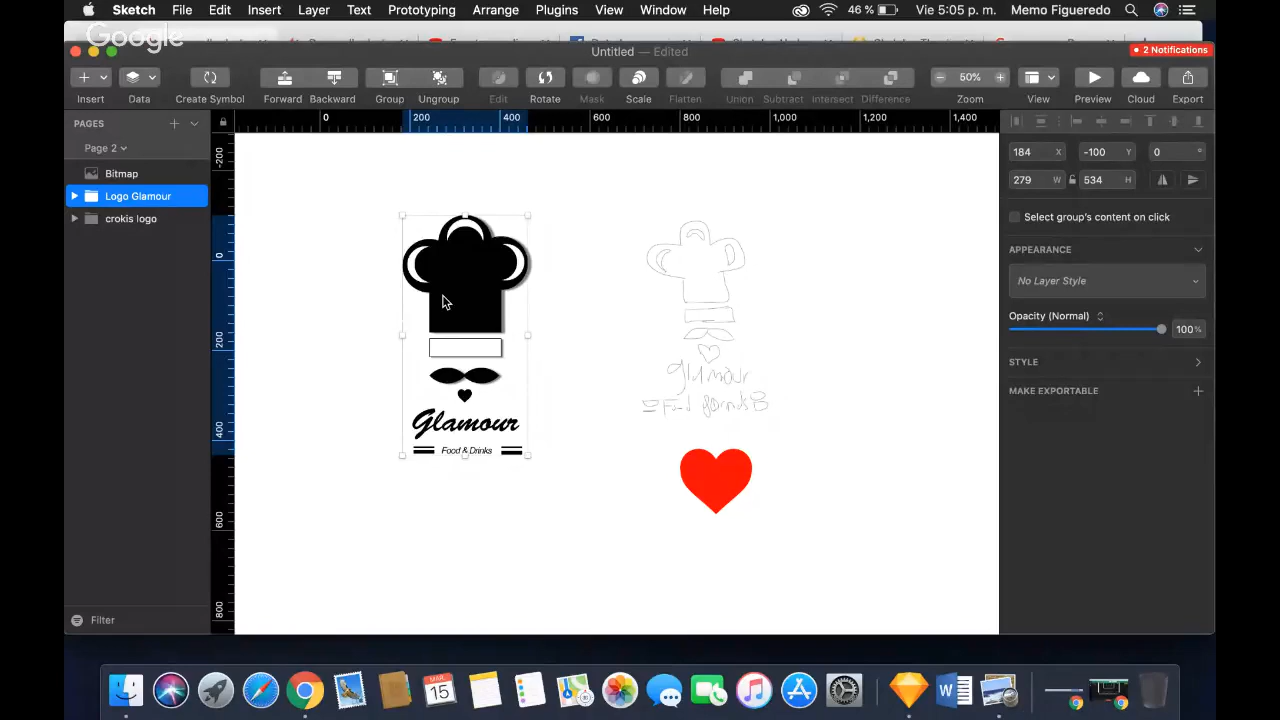 Sketch File Edit Insert Layer Text Prototyping Arrange Plugins View Window Help
46 % Vie 5:05 p. m. Memo Figueredo
Google
Untitled — Edited
2 Notifications
Insert Data Create Symbol Forward Backward Group Ungroup Edit Rotate Mask Scale Flatten Union Subtract Intersect Difference Zoom View Preview Cloud Export
50%
PAGES
Page 2
Bitmap
Logo Glamour
crokis logo
Filter
0 200 400 600 800 1,000 1,200 1,400
-200
0
200
400
600
800
Glamour
Food & Drinks
glamour
184 X -100 Y 0 °
279 W 534 H
Select group's content on click
APPEARANCE
No Layer Style
Opacity (Normal)
100%
STYLE
MAKE EXPORTABLE
MAR
15